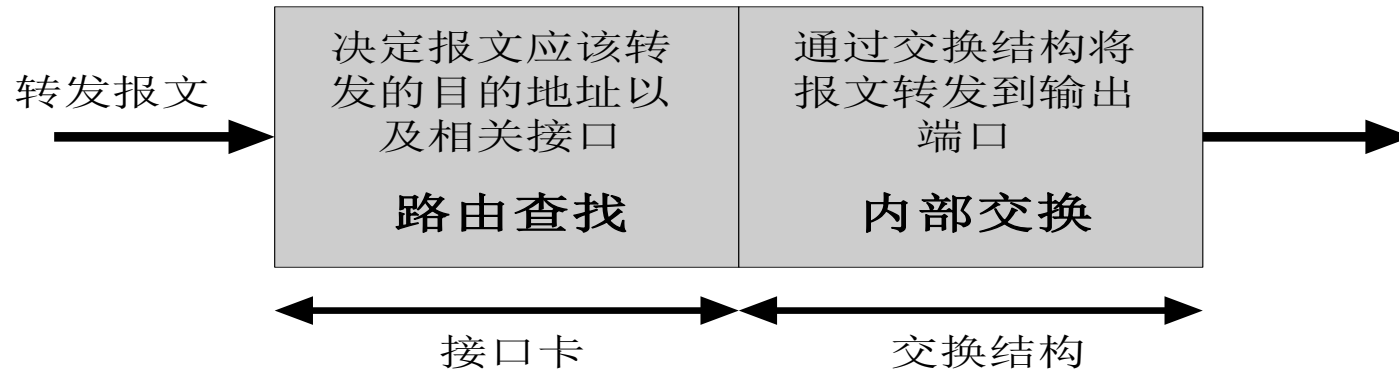 转发报文
决定报文应该转
发的目的地址以
及相关接口
路由查找
通过交换结构将
报文转发到输出
端口
内部交换
接口卡
交换结构